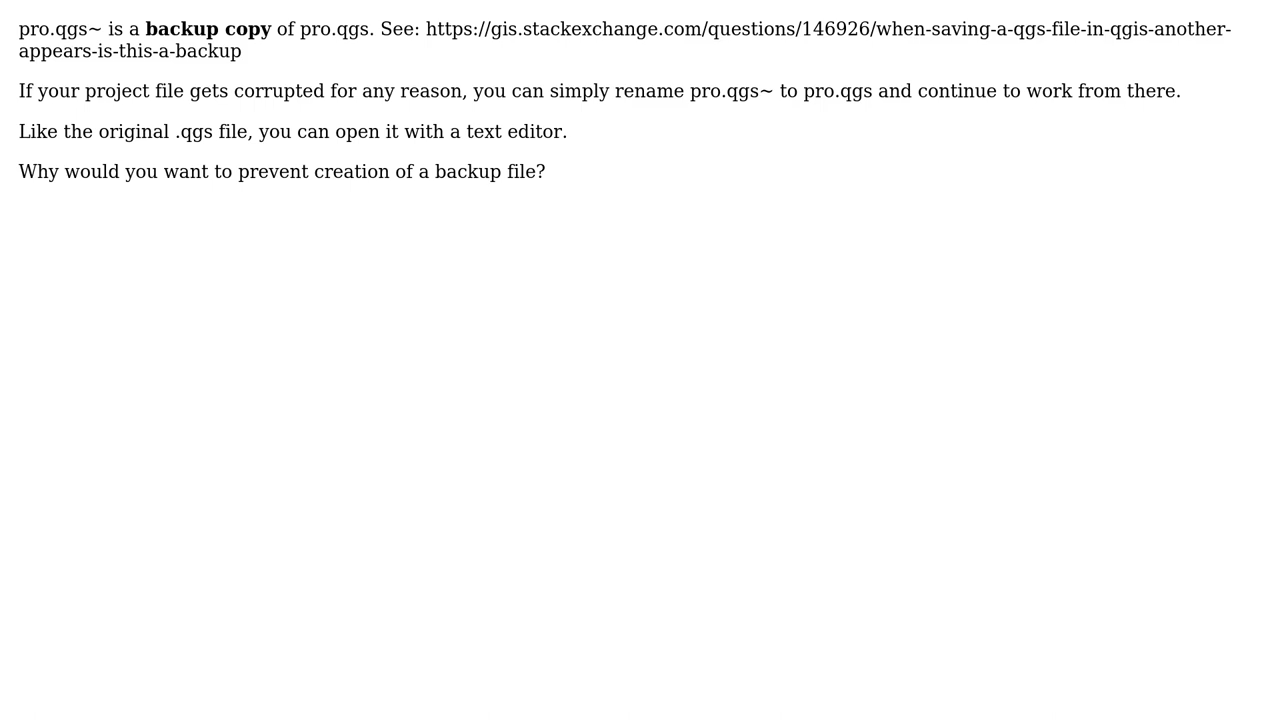 pro.qgs~ is a backup copy of pro.qgs. See: https://gis.stackexchange.com/questions/146926/when-saving-a-qgs-file-in-qgis-another-
appears-is-this-a-backup
If your project file gets corrupted for any reason, you can simply rename pro.qgs~ to pro.qgs and continue to work from there.
Like the original .qgs file, you can open it with a text editor.
Why would you want to prevent creation of a backup file?